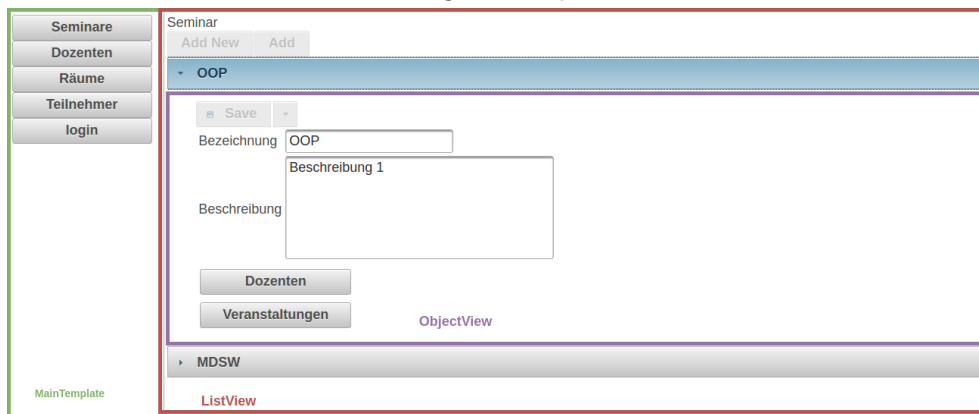 Seminare
Dozenten
Räume
Teilnehmer
login
MainTemplate
Seminar
Add New Add
OOP
Save
Bezeichnung OOP
Beschreibung Beschreibung 1
Dozenten
Veranstaltungen
ObjectView
MDSW
ListView